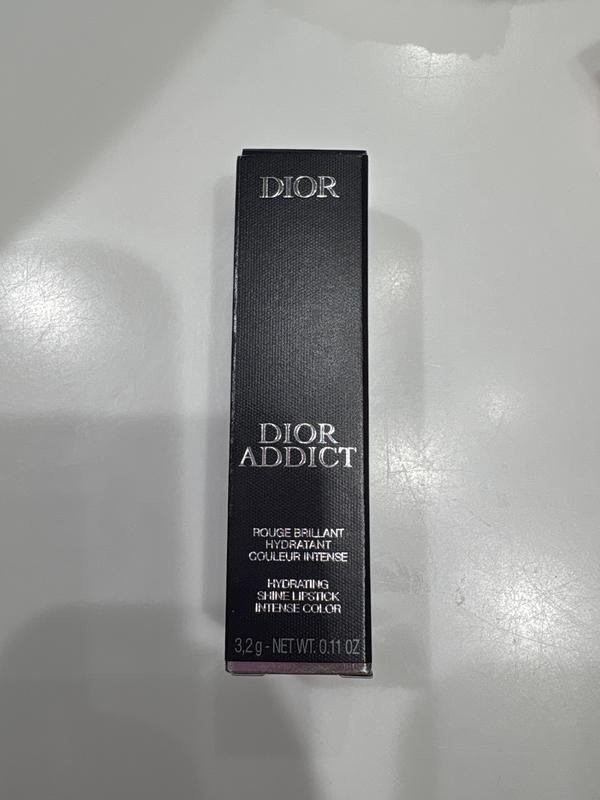 DIOR
DIOR
ADDICT
ROUGE BRILLANT
HYDRATANT
COULEUR INTENSE
HYDRATING
SHINE LIPSTICK
INTENSE COLOR
3,2 g - NET WT. 0.11 OZ